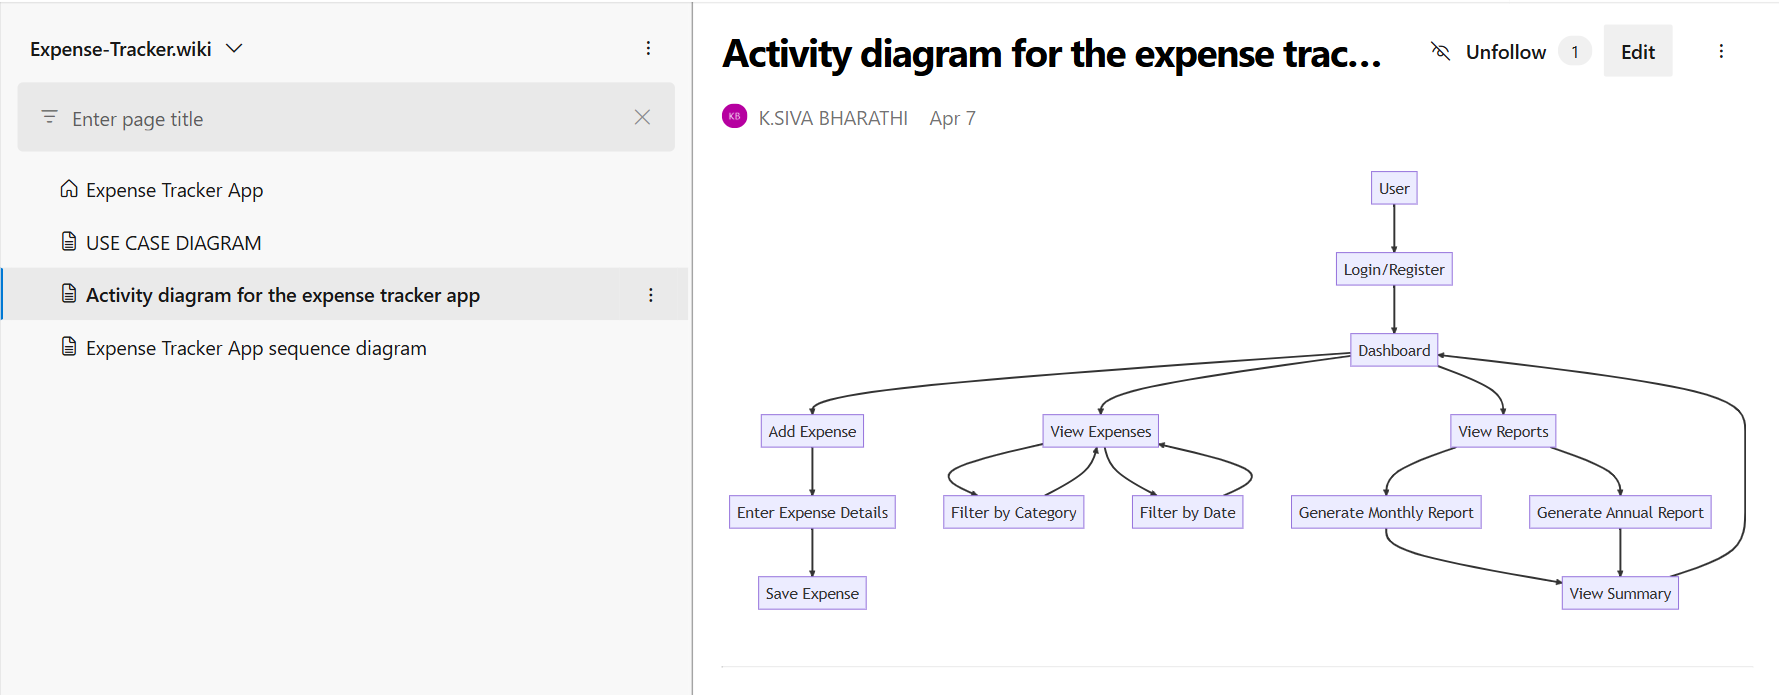 Expense-Tracker.wiki
Enter page title
Expense Tracker App
USE CASE DIAGRAM
Activity diagram for the expense tracker app
Expense Tracker App sequence diagram
Activity diagram for the expense trac...
Unfollow 1
Edit
KB K.SIVA BHARATHI Apr 7
User
Login/Register
Dashboard
Add Expense
View Expenses
View Reports
Enter Expense Details
Filter by Category
Filter by Date
Generate Monthly Report
Generate Annual Report
Save Expense
View Summary